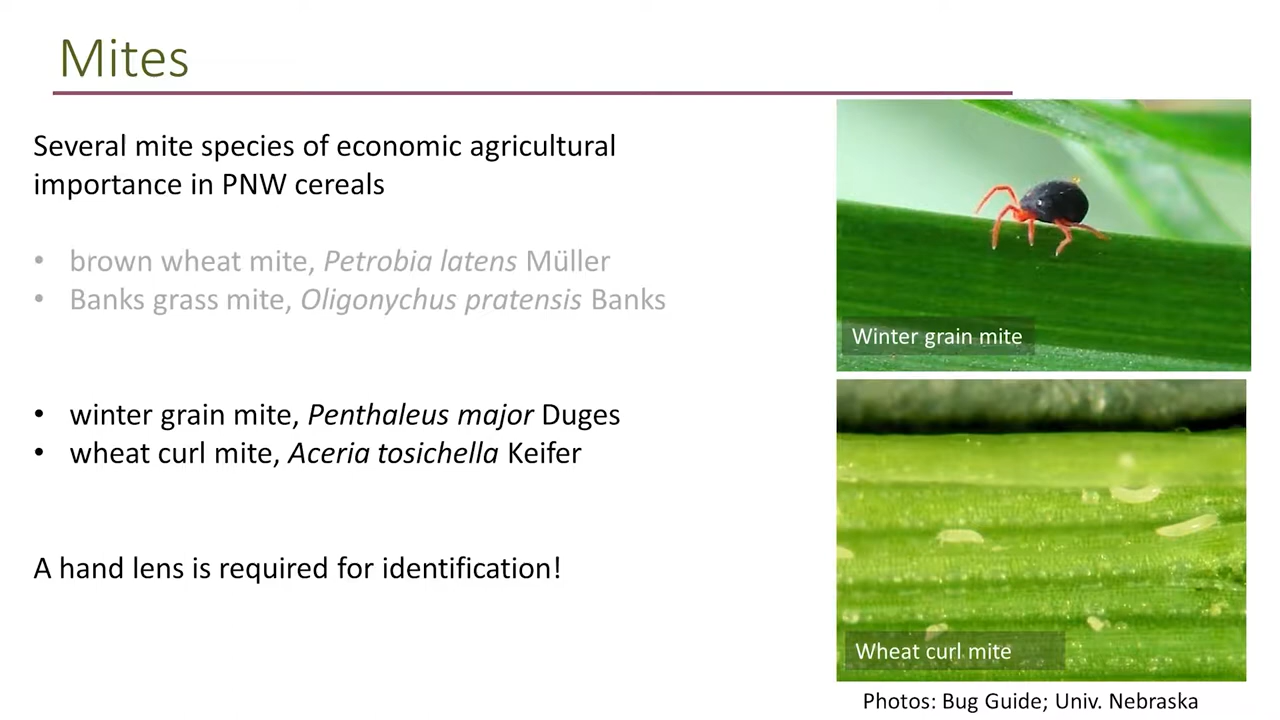 Mites
Several mite species of economic agricultural
importance in PNW cereals
• brown wheat mite, Petrobia latens Müller
• Banks grass mite, Oligonychus pratensis Banks
• winter grain mite, Penthaleus major Duges
• wheat curl mite, Aceria tosichella Keifer
A hand lens is required for identification!
Winter grain mite
Wheat curl mite
Photos: Bug Guide; Univ. Nebraska